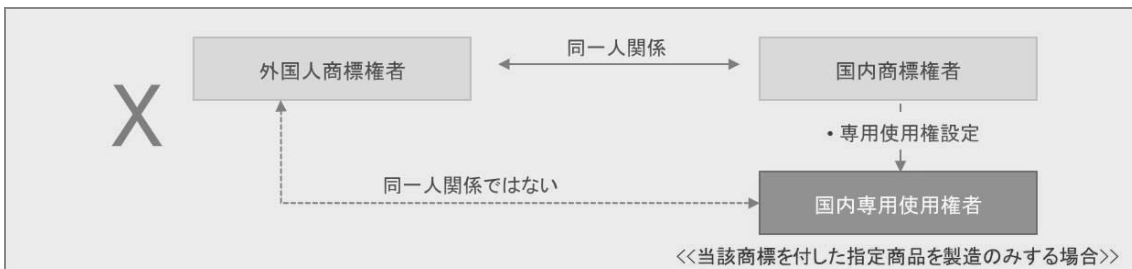 同一人関係
外国人商標権者
国内商標権者
X
・専用使用権設定
同一人関係ではない
国内専用使用権者
<<当該商標を付した指定商品を製造のみする場合>>